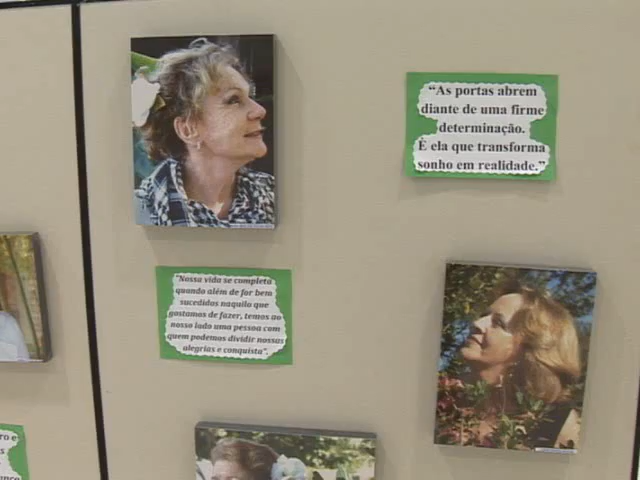 “As portas abrem
diante de uma firme
determinação.
È ela que transforma
sonho em realidade.”
"Nossa vida se completa
quando além de for bem
sucedidos naquilo que
gostamos de fazer, temos ao
nosso lado uma pessoa com
quem podemos dividir nossas
alegrias e conquista".
ro e